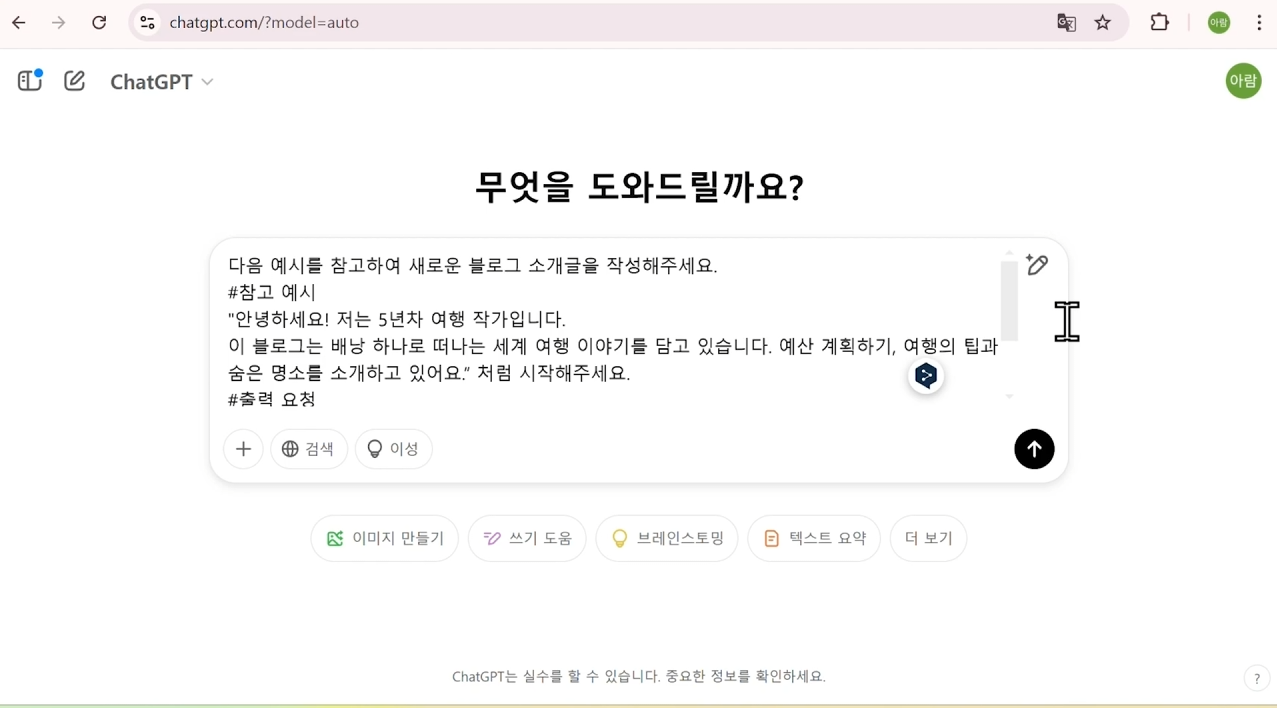 chatgpt.com/?model=auto
아람
ChatGPT
아람
무엇을 도와드릴까요?
다음 예시를 참고하여 새로운 블로그 소개글을 작성해주세요.
#참고 예시
"안녕하세요! 저는 5년차 여행 작가입니다.
이 블로그는 배낭 하나로 떠나는 세계 여행 이야기를 담고 있습니다. 예산 계획하기, 여행의 팁과
숨은 명소를 소개하고 있어요.” 처럼 시작해주세요.
#출력 요청
검색
이성
이미지 만들기
쓰기 도움
브레인스토밍
텍스트 요약
더 보기
ChatGPT는 실수를 할 수 있습니다. 중요한 정보를 확인하세요.
?